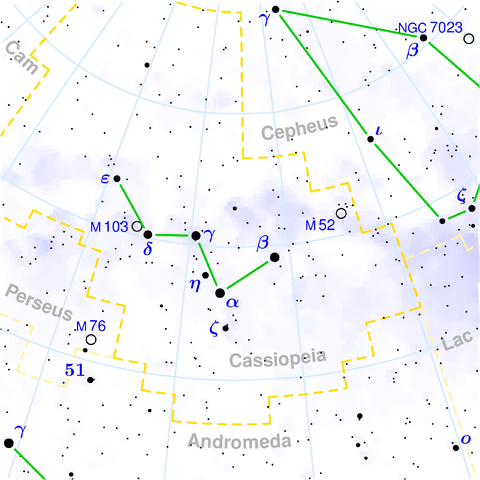 γ
NGC 7023
β
Cam
Cepheus
ι
ε
ζ
M 103
M 52
δ
γ
β
η
α
Perseus
ζ
M 76
Cassiopeia
Lac
51
γ
Andromeda
ο